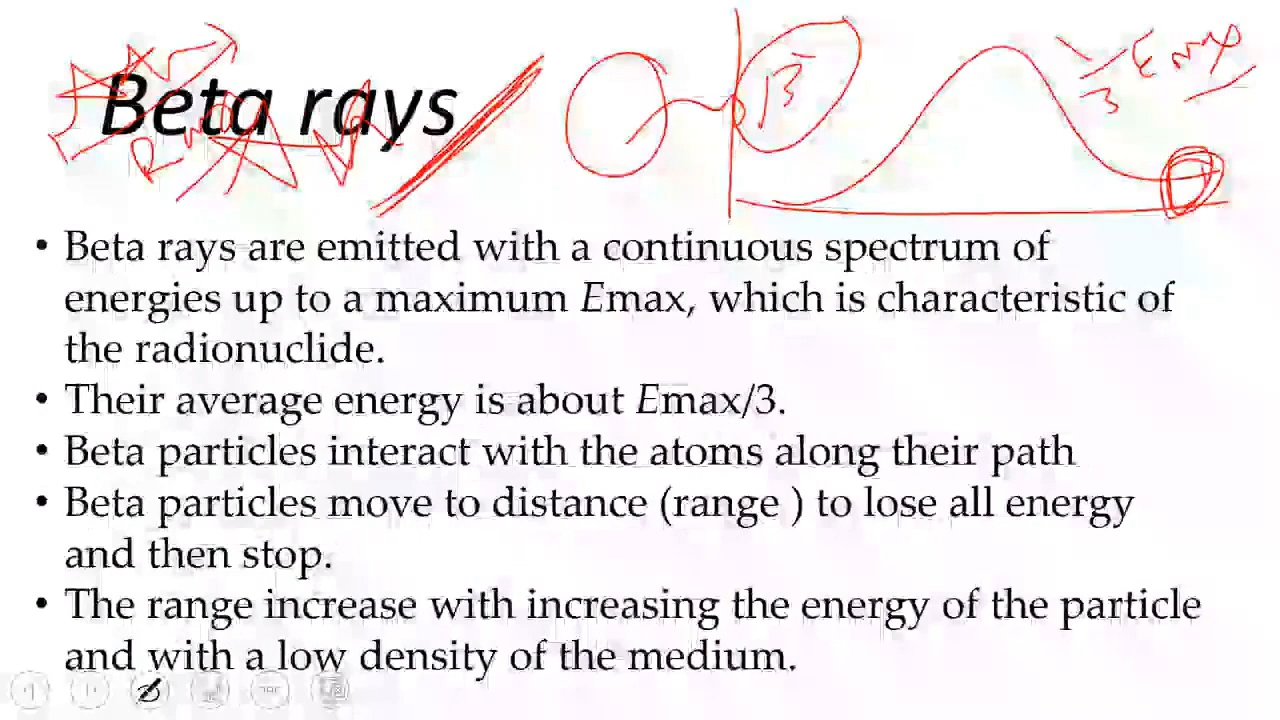 Beta rays
β-
1/3 Emax
• Beta rays are emitted with a continuous spectrum of
energies up to a maximum Emax, which is characteristic of
the radionuclide.
• Their average energy is about Emax/3.
• Beta particles interact with the atoms along their path
• Beta particles move to distance (range ) to lose all energy
and then stop.
• The range increase with increasing the energy of the particle
and with a low density of the medium.